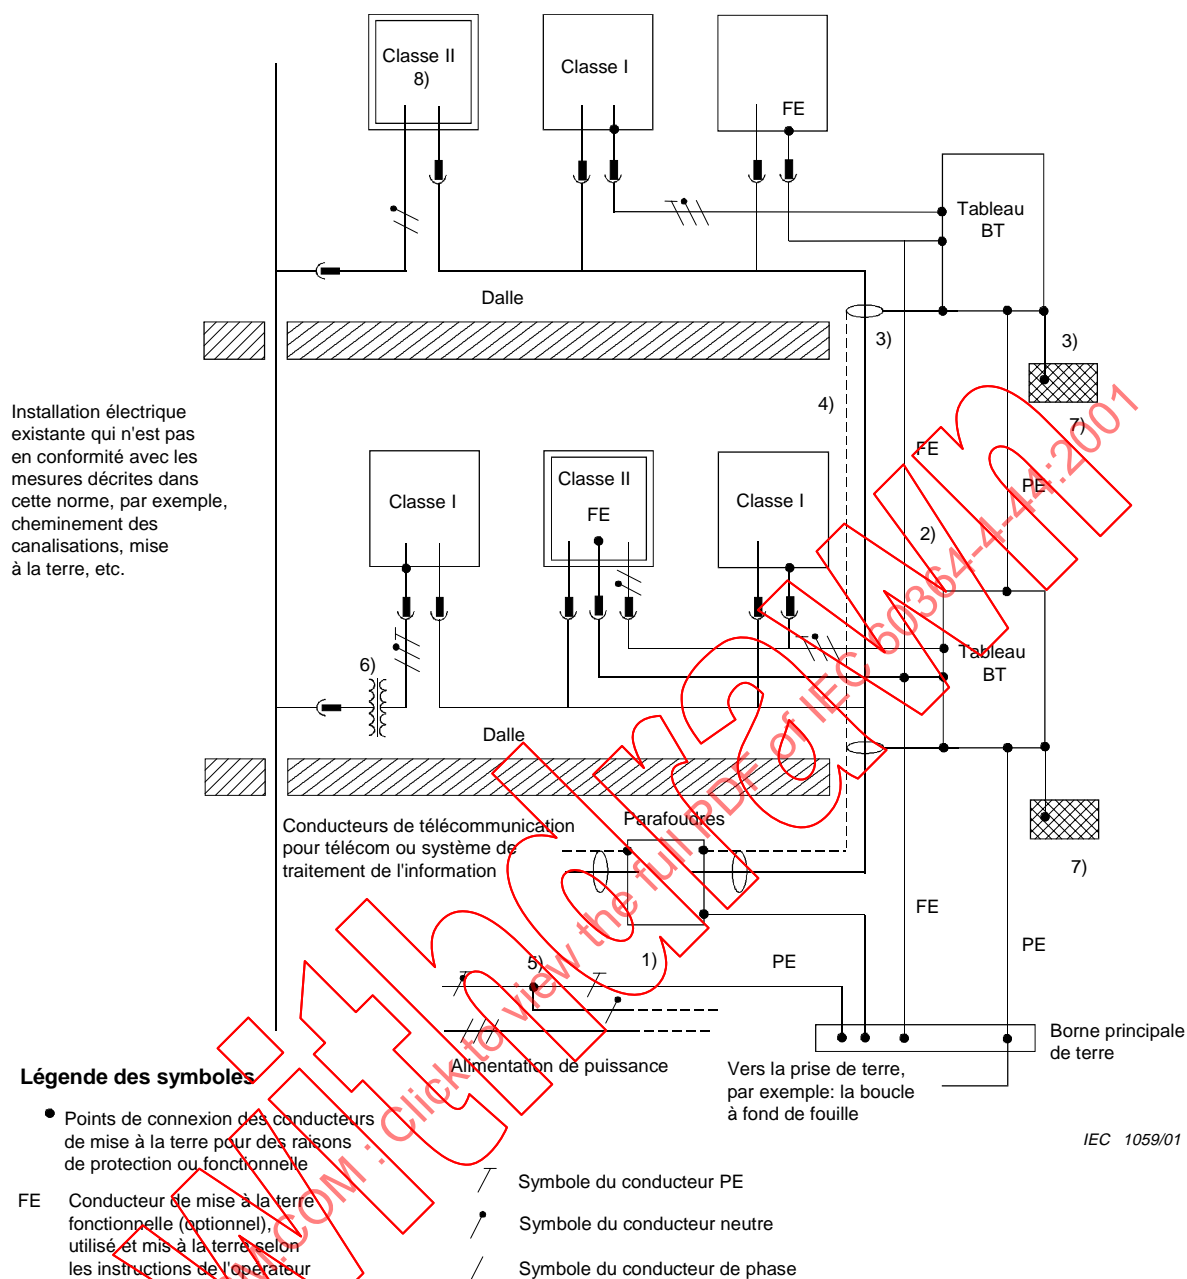 Classe II
8)
Classe I
FE
Tableau
BT
Dalle
3)
3)
4)
7)
Installation électrique
existante qui n'est pas
en conformité avec les
mesures décrites dans
cette norme, par exemple,
cheminement des
canalisations, mise
à la terre, etc.
FE
PE
2)
Classe I
Classe II
FE
Classe I
6)
Tableau
BT
Dalle
Conducteurs de télécommunication
pour télécom ou système de
traitement de l'information
Parafoudres
7)
FE
PE
5)
1)
PE
Alimentation de puissance
Borne principale
de terre
Vers la prise de terre,
par exemple: la boucle
à fond de fouille
IEC 1059/01
Légende des symboles
Points de connexion des conducteurs
de mise à la terre pour des raisons
de protection ou fonctionnelle
FE Conducteur de mise à la terre
fonctionnelle (optionnel),
utilisé et mis à la terre selon
les instructions de l'opérateur
Symbole du conducteur PE
Symbole du conducteur neutre
Symbole du conducteur de phase
Withdrawn
M.COM : Click to view the full PDF of IEC 60364-4-44:2001